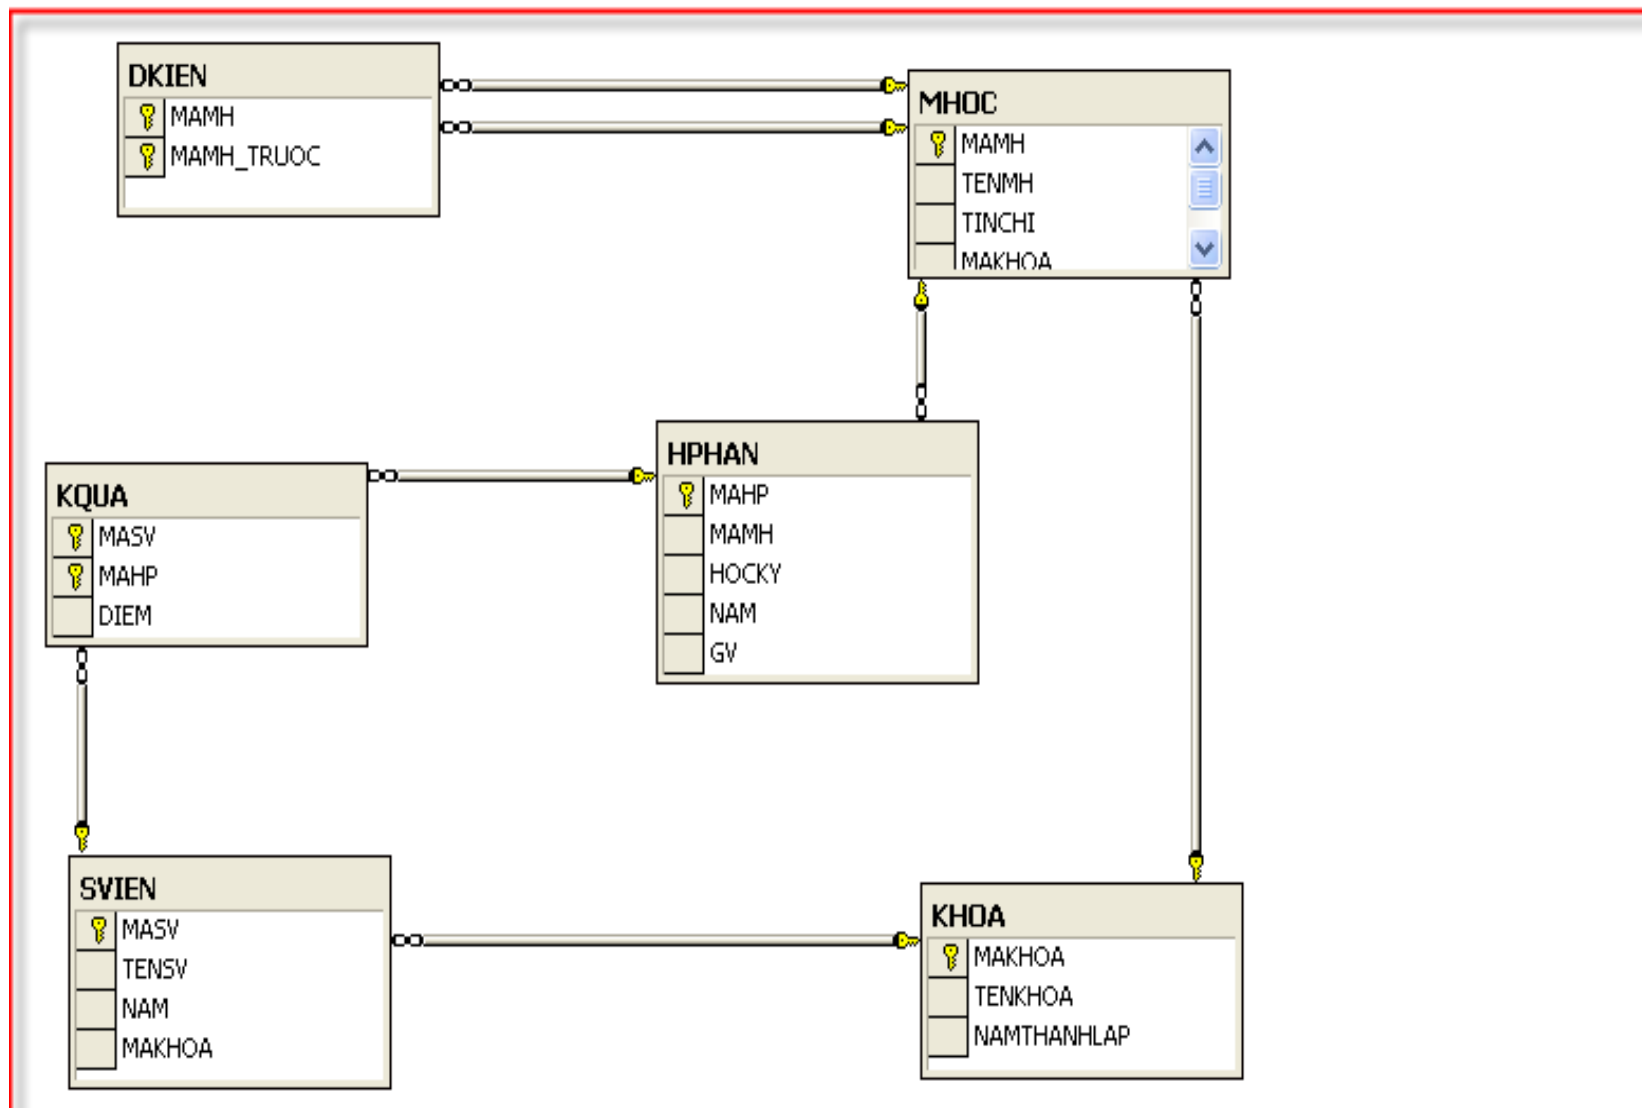 DKIEN
MAMH
MAMH_TRUOC
MHOC
MAMH
TENMH
TINCHI
MAKHOA
KQUA
MASV
MAHP
DIEM
HPHAN
MAHP
MAMH
HOCKY
NAM
GV
SVIEN
MASV
TENSV
NAM
MAKHOA
KHOA
MAKHOA
TENKHOA
NAMTHANHLAP